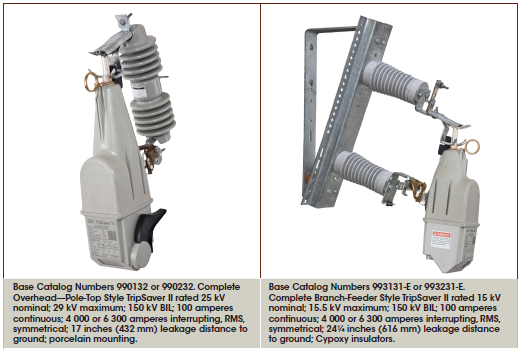 Base Catalog Numbers 990132 or 990232. Complete
Overhead—Pole-Top Style TripSaver II rated 25 kV
nominal; 29 kV maximum; 150 kV BIL; 100 amperes
continuous; 4 000 or 6 300 amperes interrupting, RMS,
symmetrical; 17 inches (432 mm) leakage distance to
ground; porcelain mounting.
Base Catalog Numbers 993131-E or 993231-E.
Complete Branch-Feeder Style TripSaver II rated 15 kV
nominal; 15.5 kV maximum; 150 kV BIL; 100 amperes
continuous; 4 000 or 6 300 amperes interrupting, RMS,
symmetrical; 24¼ inches (616 mm) leakage distance
to ground; Cypoxy insulators.